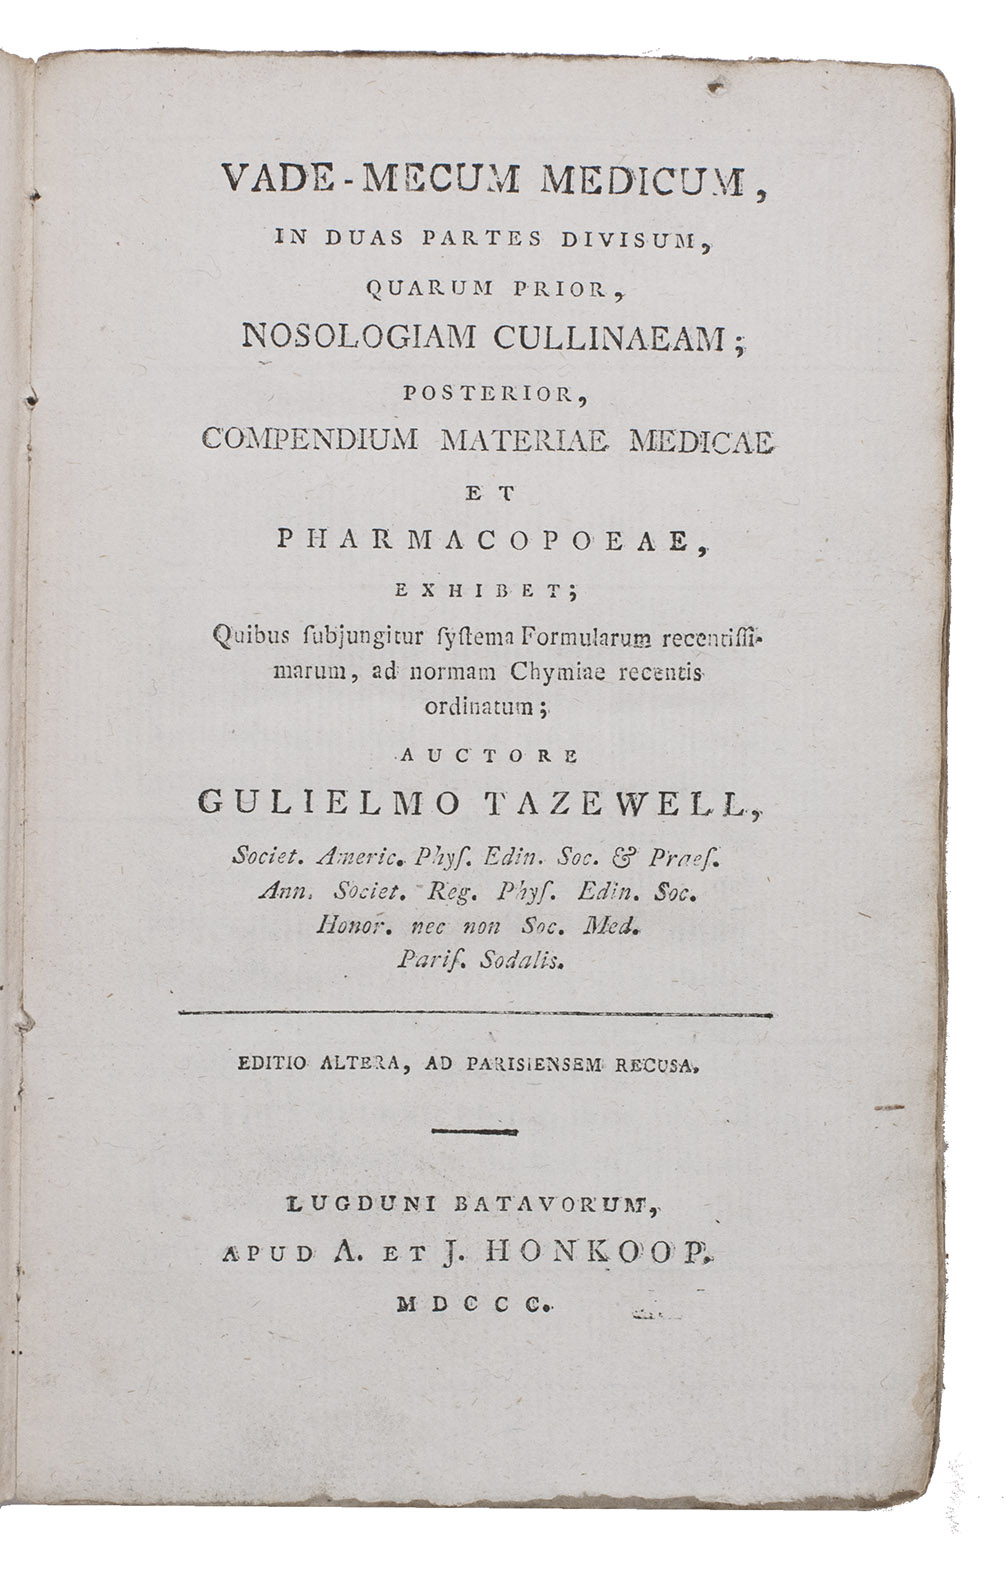 VADE-MECUM MEDICUM,
IN DUAS PARTES DIVISUM,
QUARUM PRIOR,
NOSOLOGIAM CULLINAEAM;
POSTERIOR,
COMPENDIUM MATERIAE MEDICAE
ET
PHARMACOPOEAE,
EXHIBET;
Quibus ſubjungitur ſyſtema Formularum recentiſſi-
marum, ad normam Chymiae recentis
ordinatum;
AUCTORE
GULIELMO TAZEWELL,
Societ. Americ. Phyſ. Edin. Soc. & Praeſ.
Ann. Societ. Reg. Phyſ. Edin. Soc.
Honor. nec non Soc. Med.
Pariſ. Sodalis.
EDITIO ALTERA, AD PARISIENSEM RECUSA.
LUGDUNI BATAVORUM,
APUD A. ET J. HONKOOP.
MDCCC.